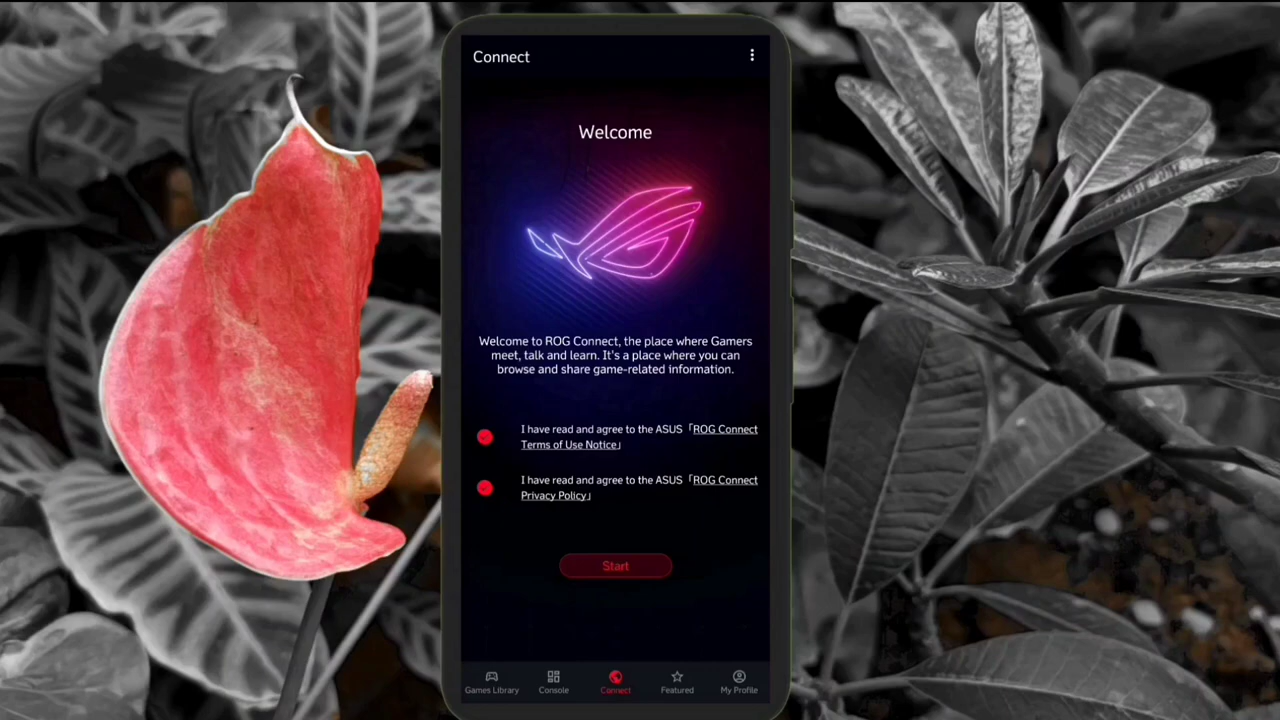 Connect
Welcome
Welcome to ROG Connect, the place where Gamers
meet, talk and learn. It's a place where you can
browse and share game-related information.
I have read and agree to the ASUS「ROG Connect
Terms of Use Notice」
I have read and agree to the ASUS「ROG Connect
Privacy Policy」
Start
Games Library Console Connect Featured My Profile